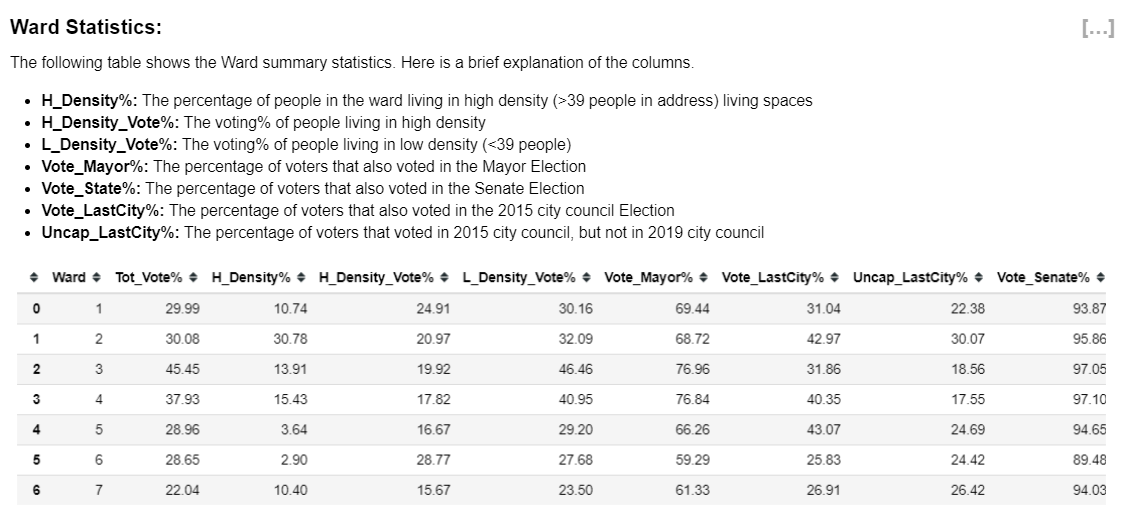 Ward Statistics:
[...]
The following table shows the Ward summary statistics. Here is a brief explanation of the columns.
• H_Density%: The percentage of people in the ward living in high density (>39 people in address) living spaces
• H_Density_Vote%: The voting% of people living in high density
• L_Density_Vote%: The voting% of people living in low density (<39 people)
• Vote_Mayor%: The percentage of voters that also voted in the Mayor Election
• Vote_State%: The percentage of voters that also voted in the Senate Election
• Vote_LastCity%: The percentage of voters that also voted in the 2015 city council Election
• Uncap_LastCity%: The percentage of voters that voted in 2015 city council, but not in 2019 city council
Ward Tot_Vote% H_Density% H_Density_Vote% L_Density_Vote% Vote_Mayor% Vote_LastCity% Uncap_LastCity% Vote_Senate%
0 1 29.99 10.74 24.91 30.16 69.44 31.04 22.38 93.87
1 2 30.08 30.78 20.97 32.09 68.72 42.97 30.07 95.86
2 3 45.45 13.91 19.92 46.46 76.96 31.86 18.56 97.05
3 4 37.93 15.43 17.82 40.95 76.84 40.35 17.55 97.10
4 5 28.96 3.64 16.67 29.20 66.26 43.07 24.69 94.65
5 6 28.65 2.90 28.77 27.68 59.29 25.83 24.42 89.48
6 7 22.04 10.40 15.67 23.50 61.33 26.91 26.42 94.03